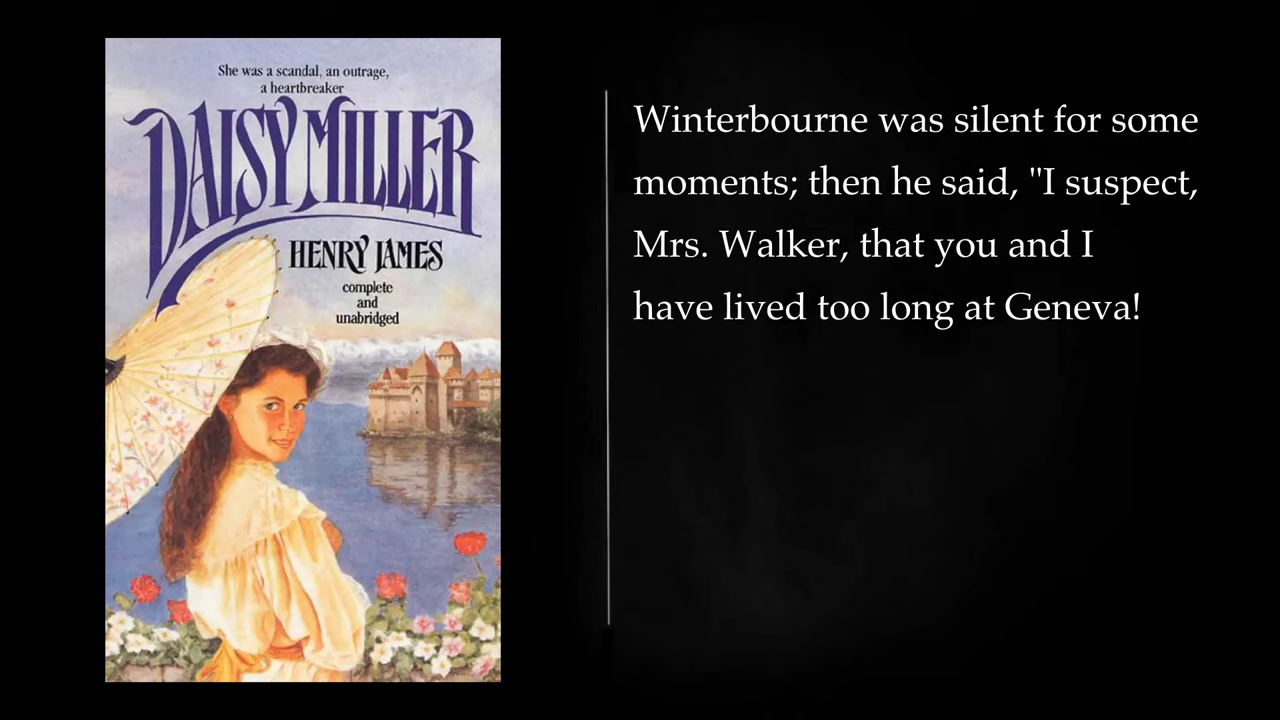 She was a scandal, an outrage,
a heartbreaker
DAISY MILLER
HENRY JAMES
complete
and
unabridged
Winterbourne was silent for some
moments; then he said, "I suspect,
Mrs. Walker, that you and I
have lived too long at Geneva!